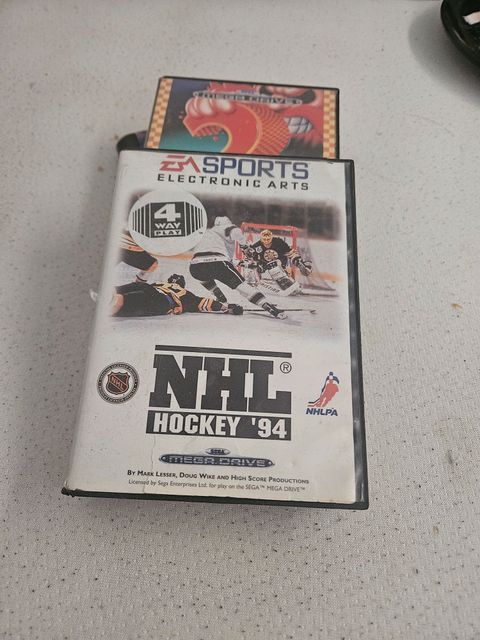 MEGA DRIVE
EA SPORTS
ELECTRONIC ARTS
4
WAY
PLAY
NHL
NHL®
HOCKEY '94
NHLPA
SEGA
MEGA DRIVE
BY MARK LESSER, DOUG WIKE AND HIGH SCORE PRODUCTIONS
Licensed by Sega Enterprises Ltd. for play on the SEGA™ MEGA DRIVE™